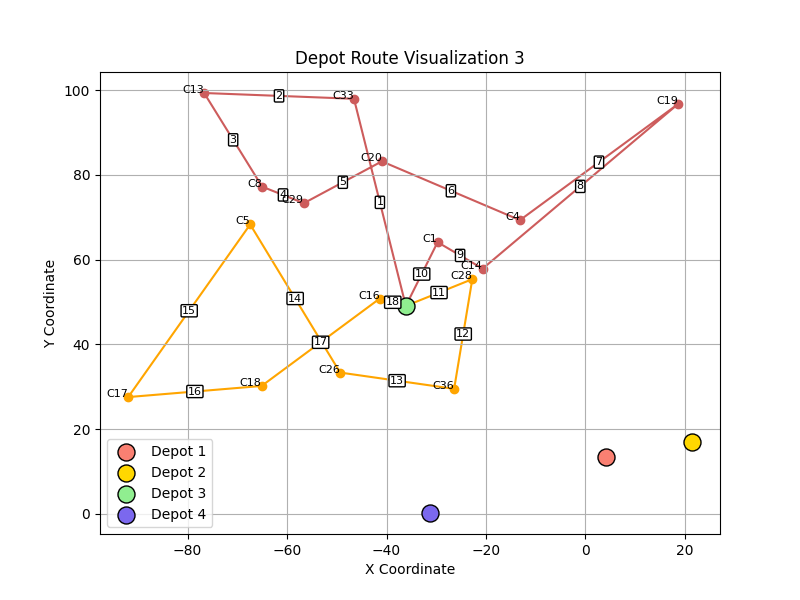 Depot Route Visualization 3
Y Coordinate
100
80
60
40
20
0
C13
2
C33
C19
3
C20
7
C8
4
C29
5
6
8
1
C4
C5
C1
9
C14
10
C28
C16
18
11
15
14
12
17
C26
13
C36
C17
16
C18
Depot 1
Depot 2
Depot 3
Depot 4
−80
−60
−40
−20
0
20
X Coordinate